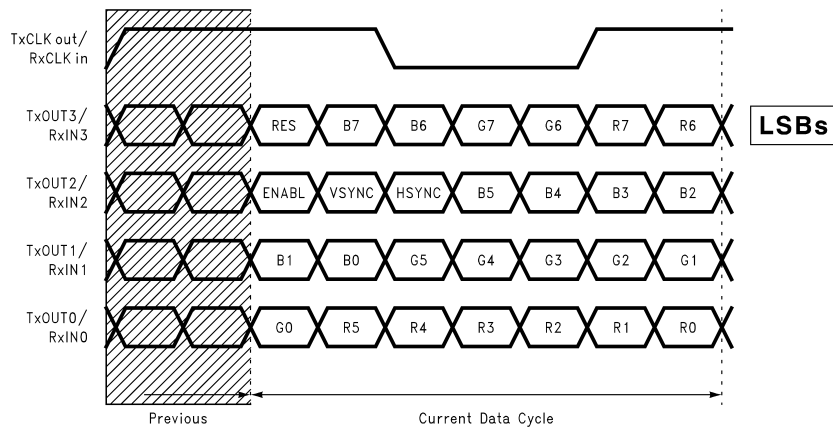 TxCLK out/
RxCLK in
TxOUT3/
RxIN3
RES B7 B6 G7 G6 R7 R6
LSBs
TxOUT2/
RxIN2
ENABL VSYNC HSYNC B5 B4 B3 B2
TxOUT1/
RxIN1
B1 B0 G5 G4 G3 G2 G1
TxOUT0/
RxIN0
G0 R5 R4 R3 R2 R1 R0
Previous
Current Data Cycle